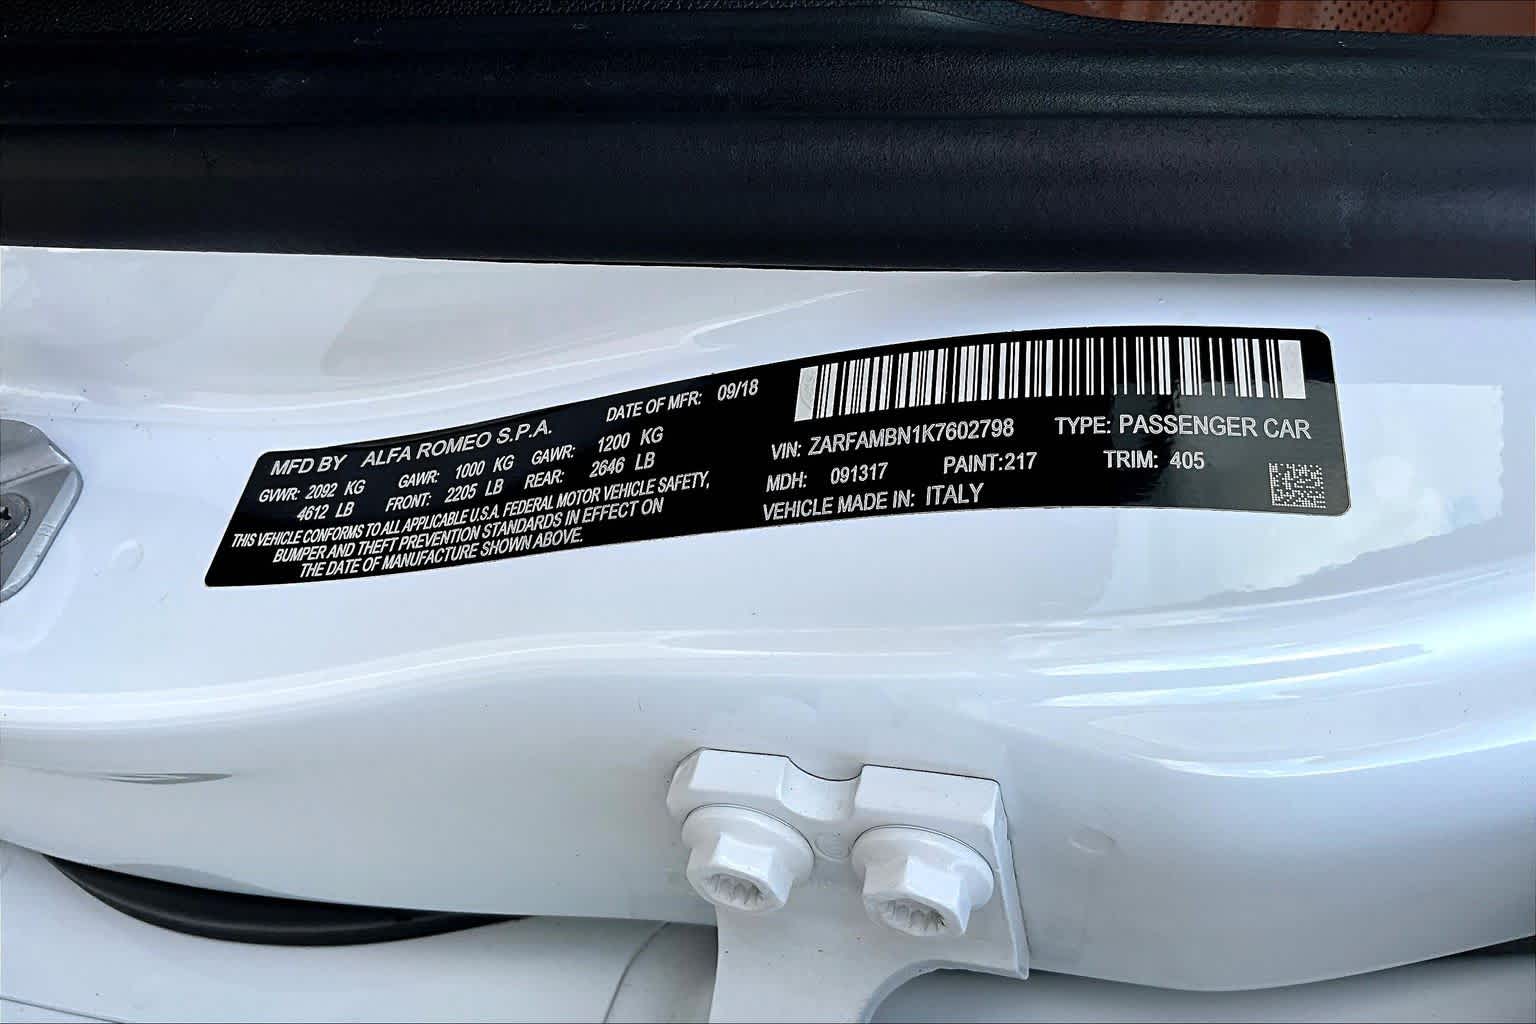 MFD BY ALFA ROMEO S.P.A. DATE OF MFR: 09/18
GVWR: 2092 KG GAWR: 1000 KG GAWR: 1200 KG
4612 LB FRONT: 2205 LB REAR: 2646 LB
THIS VEHICLE CONFORMS TO ALL APPLICABLE U.S.A. FEDERAL MOTOR VEHICLE SAFETY,
BUMPER AND THEFT PREVENTION STANDARDS IN EFFECT ON
THE DATE OF MANUFACTURE SHOWN ABOVE.
VIN: ZARFAMBN1K7602798 TYPE: PASSENGER CAR
MDH: 091317 PAINT:217 TRIM: 405
VEHICLE MADE IN: ITALY